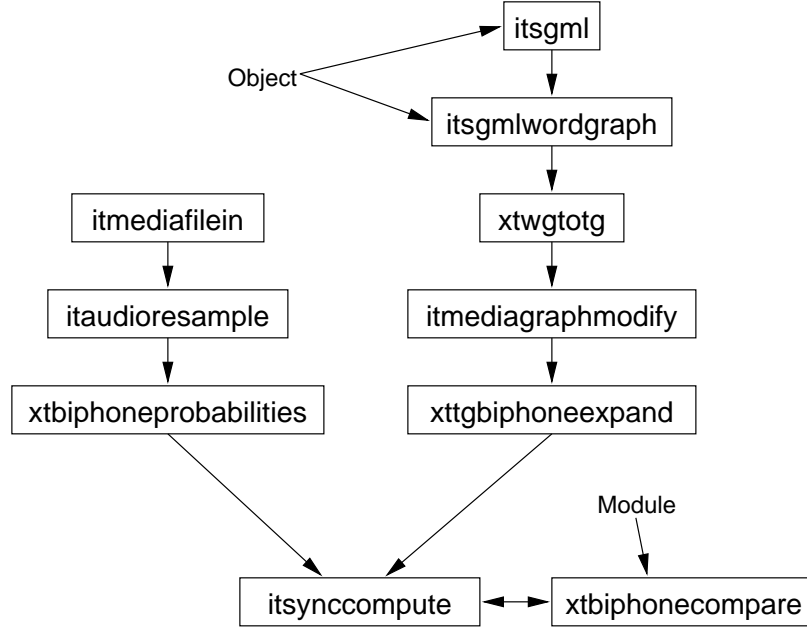 itsgml
Object
itsgmlwordgraph
itmediafilein
xtwgtotg
itaudioresample
itmediagraphmodify
xtbiphoneprobabilities
xttgbiphoneexpand
Module
itsynccompute
xtbiphonecompare